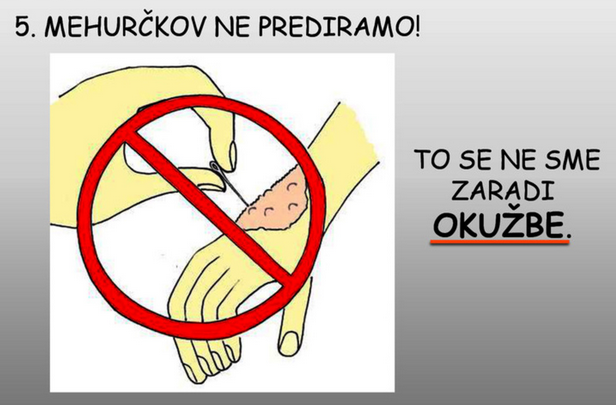 5. MEHURČKOV NE PREDIRAMO!
TO SE NE SME
ZARADI
OKUŽBE.